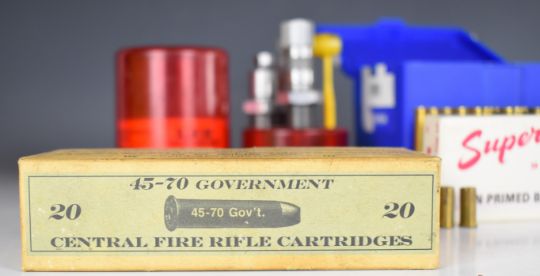 45-70 GOVERNMENT
20 45-70 Gov't. 20
CENTRAL FIRE RIFLE CARTRIDGES
Super
PRIMED